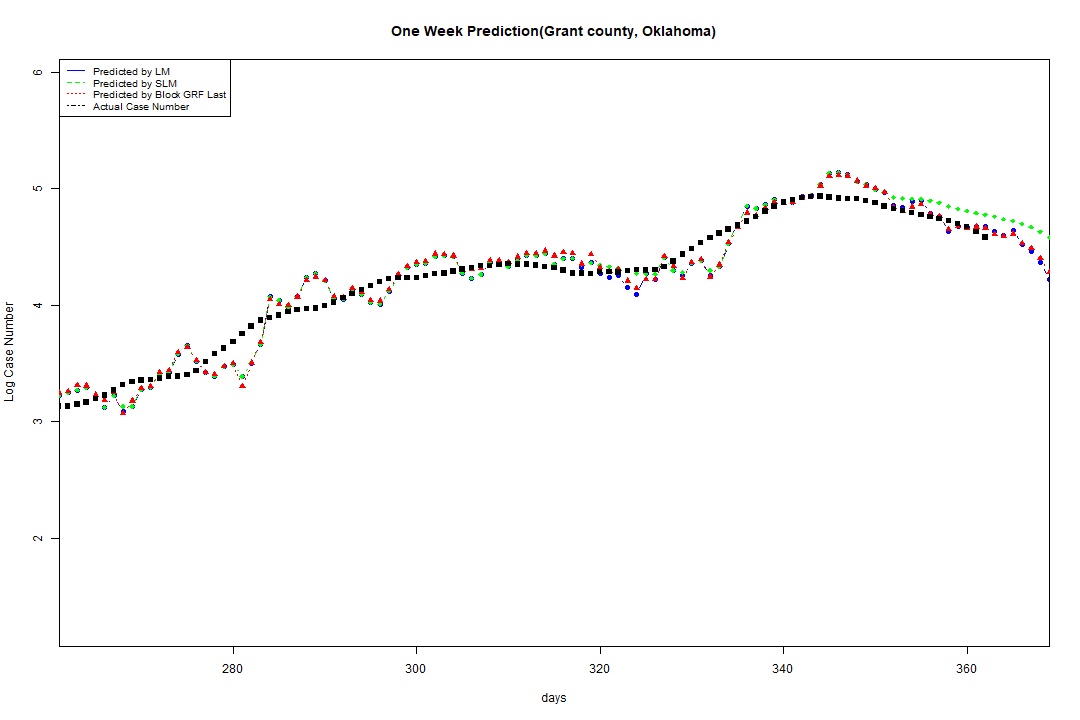 One Week Prediction(Grant county, Oklahoma)
Predicted by LM
Predicted by SLM
Predicted by Block GRF Last
Actual Case Number
6
5
4
3
2
Log Case Number
280 300 320 340 360
days